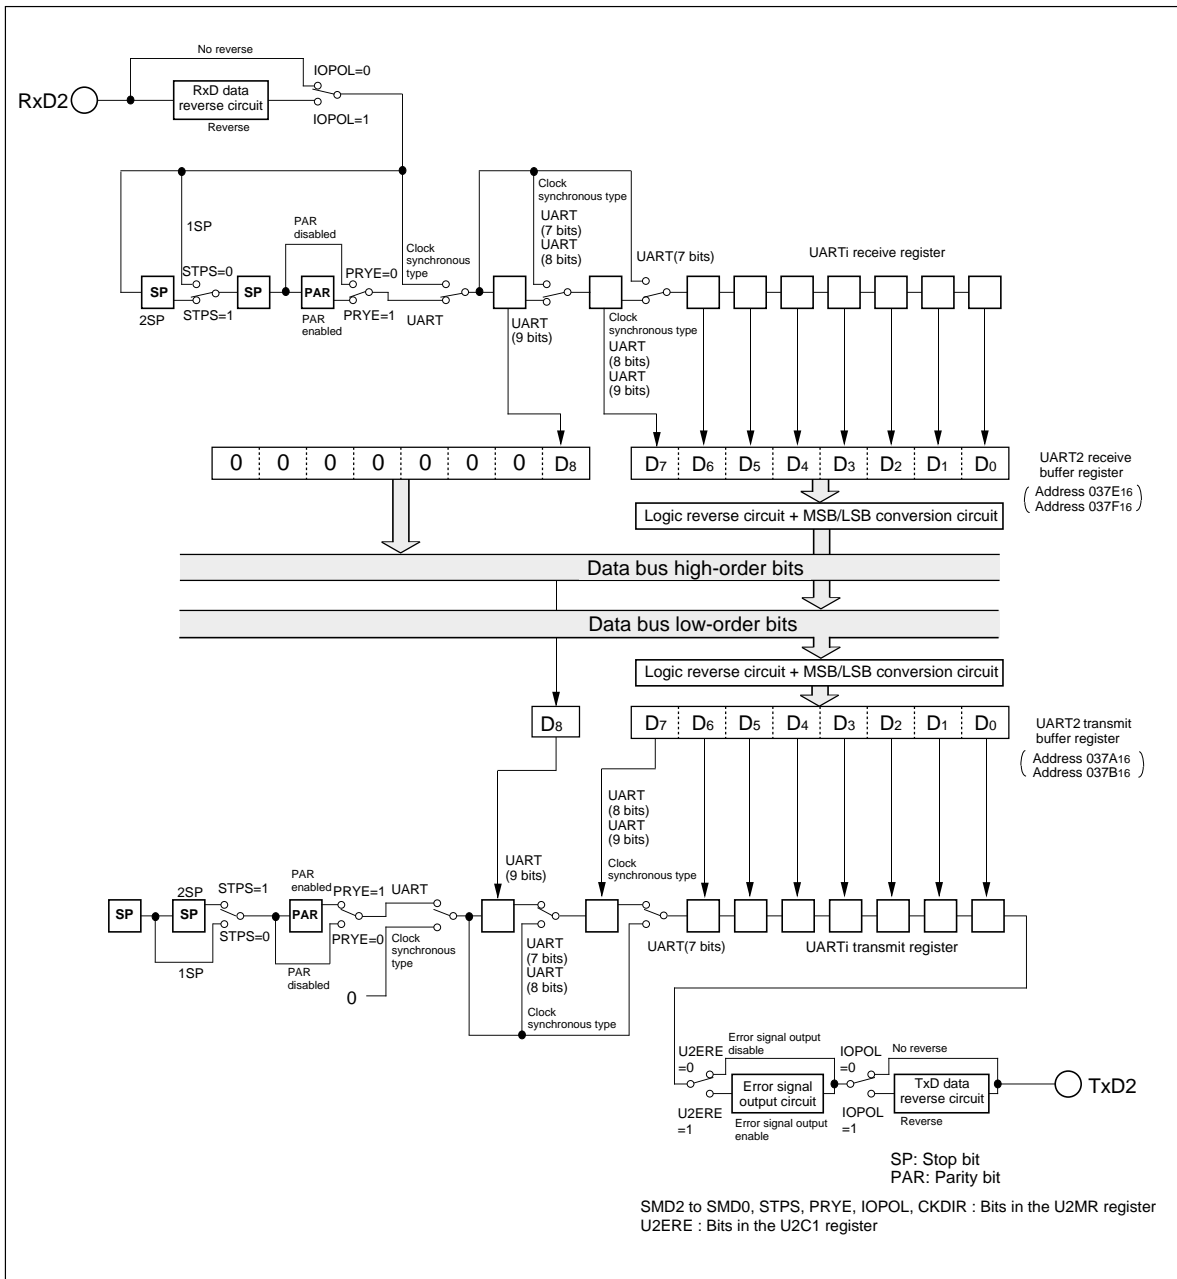 No reverse
IOPOL=0
RxD2
RxD data
reverse circuit
Reverse
IOPOL=1
1SP
PAR
disabled
Clock
synchronous
type
Clock
synchronous type
UART
(7 bits)
UART
(8 bits)
UART(7 bits)
UARTi receive register
STPS=0
PRYE=0
SP
SP
PAR
2SP
STPS=1
PAR
enabled
PRYE=1
UART
UART
(9 bits)
Clock
synchronous type
UART
(8 bits)
UART
(9 bits)
0 0 0 0 0 0 0 D8
D7 D6 D5 D4 D3 D2 D1 D0
UART2 receive
buffer register
Address 037E16
Address 037F16
Logic reverse circuit + MSB/LSB conversion circuit
Data bus high-order bits
Data bus low-order bits
Logic reverse circuit + MSB/LSB conversion circuit
D8
D7 D6 D5 D4 D3 D2 D1 D0
UART2 transmit
buffer register
Address 037A16
Address 037B16
UART
(8 bits)
UART
(9 bits)
Clock
synchronous type
UART
(9 bits)
PAR
enabled
2SP
STPS=1
PRYE=1
UART
SP
SP
PAR
STPS=0
PRYE=0
1SP
PAR
disabled
Clock
synchronous
type
0
UART
(7 bits)
UART
(8 bits)
Clock
synchronous type
UART(7 bits)
UARTi transmit register
U2ERE
=0
Error signal output
disable
IOPOL
=0
No reverse
Error signal
output circuit
TxD data
reverse circuit
TxD2
U2ERE
=1
Error signal output
enable
IOPOL
=1
Reverse
SP: Stop bit
PAR: Parity bit
SMD2 to SMD0, STPS, PRYE, IOPOL, CKDIR : Bits in the U2MR register
U2ERE : Bits in the U2C1 register